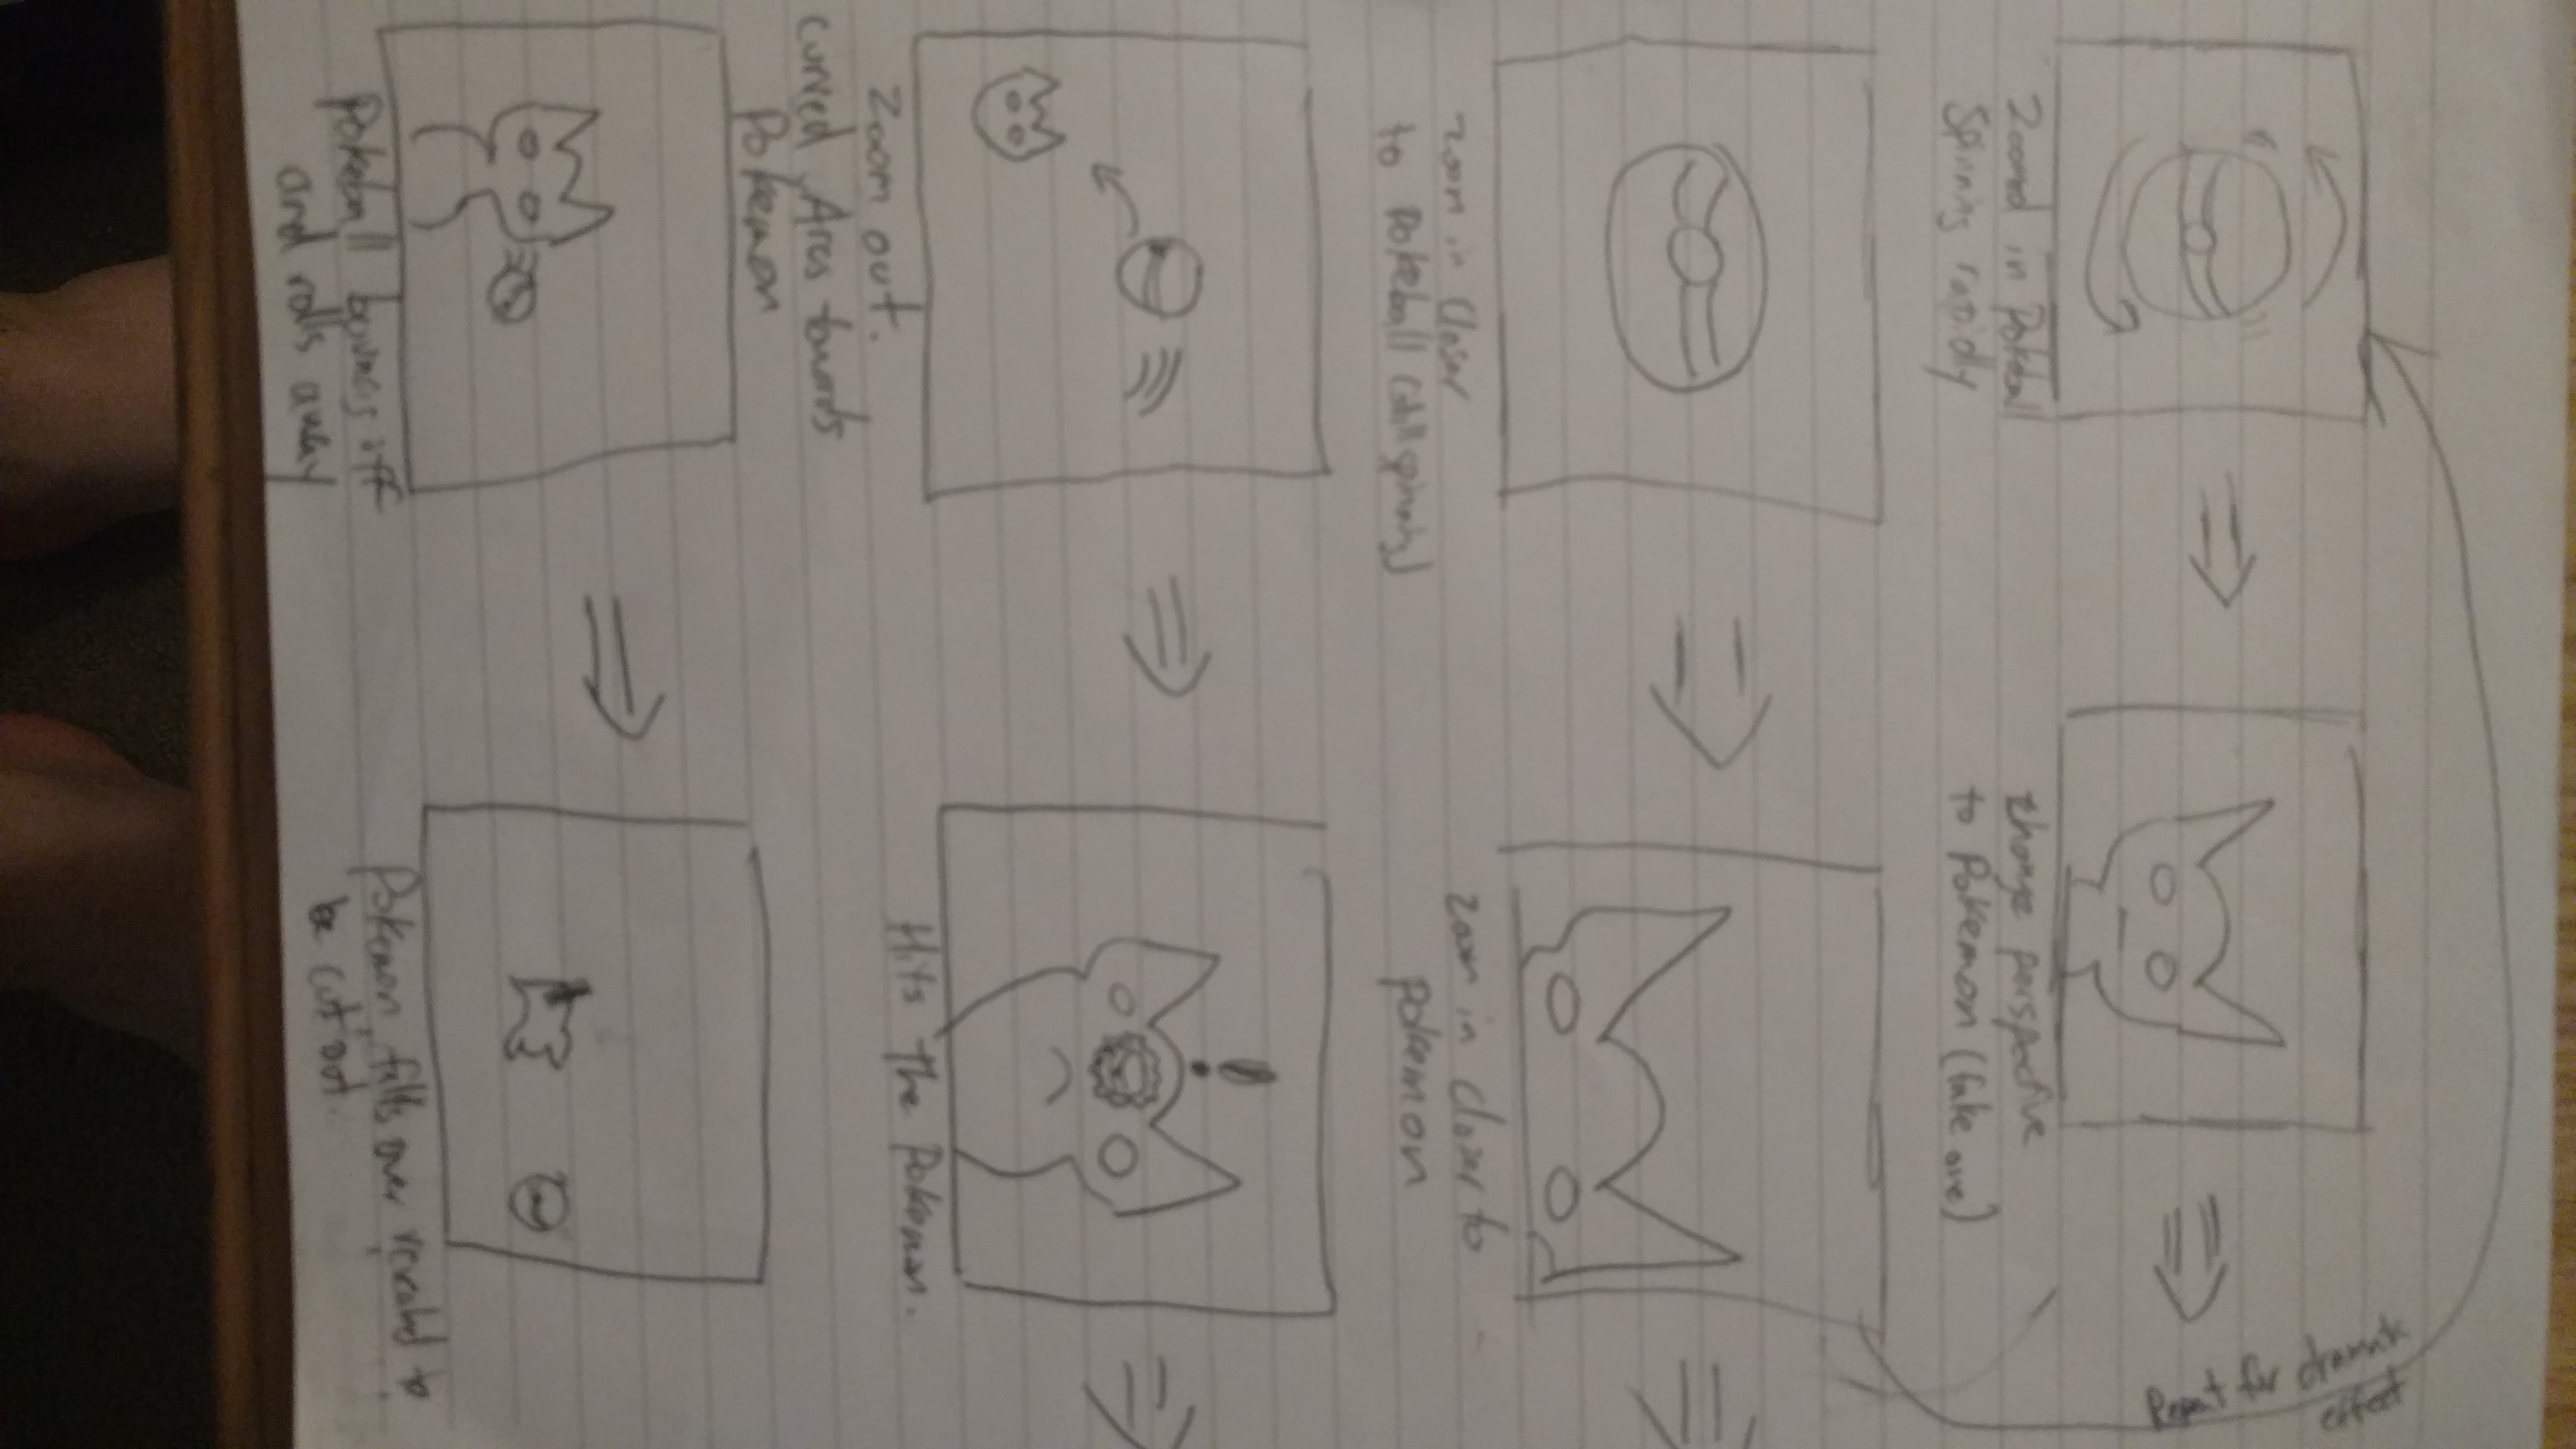 Repeat for dramatic
effect
Zoomed in Pokeball
Spinning rapidly
change perspective
to Pokemon (fake one)
zoom in Closer
to Pokeball (still spinning)
zoom in closer to
pokemon
Zoom out.
curved, Arcs towards
Pokemon
Hits the Pokemon.
Pokeball bounces off
and rolls away
Pokemon, falls over revealed to
be cut out.